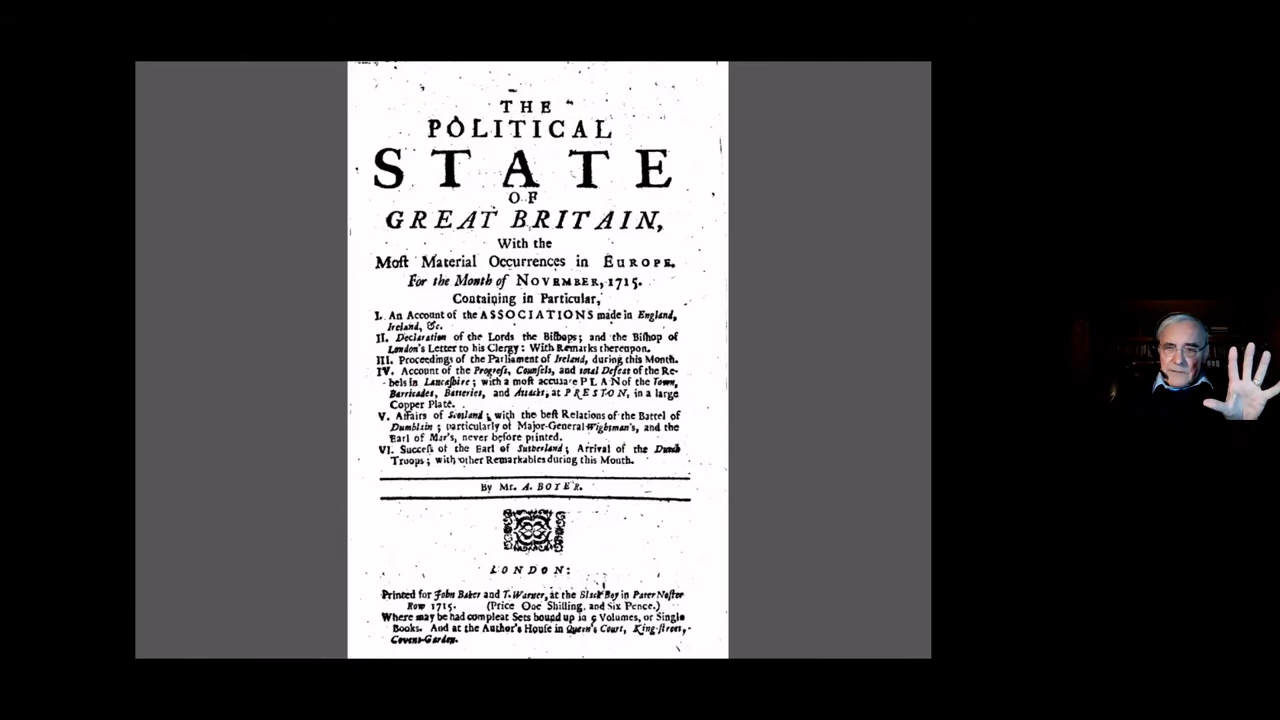 THE
POLITICAL
STATE
OF
GREAT BRITAIN,
With the
Moſt Material Occurrences in EUROPE.
For the Month of NOVEMBER, 1715.
Containing in Particular,
I. An Account of the ASSOCIATIONS made in England,
Ireland, &c.
II. Declaration of the Lords the Biſhops; and the Biſhop of
London's Letter to his Clergy: With Remarks thereupon.
III. Proceedings of the Parliament of Ireland, during this Month.
IV. Account of the Progreſs, Counſels, and total Defeat of the Re-
bels in Lancaſhire; with a moſt accurate PLAN of the Town,
Barricades, Batteries, and Attacks, at PRESTON, in a large
Copper Plate.
V. Affairs of Scotland; with the beſt Relations of the Battel of
Dumblain; particularly of Major-General Wightman's, and the
Earl of Mar's, never before printed.
VI. Succeſs of the Earl of Sutherland; Arrival of the Dutch
Troops; with other Remarkables during this Month.
By Mr. A. BOYER.
LONDON:
Printed for John Baker and T. Warner, at the Black Boy in Pater Noſter
Row 1715. (Price One Shilling, and Six Pence.)
Where may be had compleat Sets bound up in 9 Volumes, or Single
Books. And at the Author's Houſe in Queen's Court, King-ſtreet,
Covent-Garden.